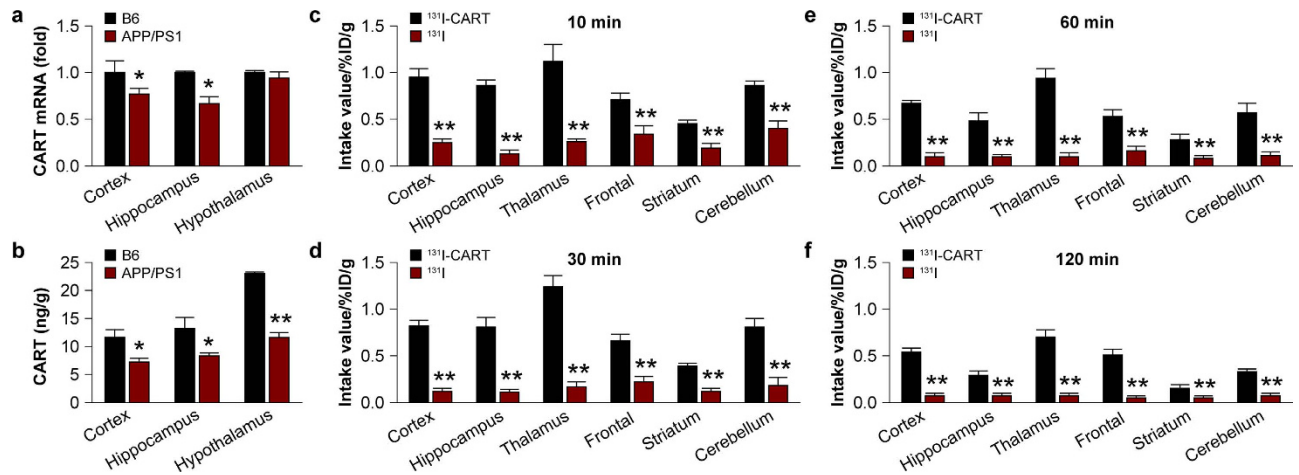 a
B6
APP/PS1
CART mRNA (fold)
1.5
1.0
0.5
0.0
*
*
Cortex
Hippocampus
Hypothalamus
b
B6
APP/PS1
CART (ng/g)
25
20
15
10
5
0
*
*
**
Cortex
Hippocampus
Hypothalamus
c
¹³¹I-CART
¹³¹I
10 min
Intake value/%ID/g
1.5
1.0
0.5
0.0
**
**
**
**
**
**
Cortex
Hippocampus
Thalamus
Frontal
Striatum
Cerebellum
d
¹³¹I-CART
¹³¹I
30 min
Intake value/%ID/g
1.5
1.0
0.5
0.0
**
**
**
**
**
**
Cortex
Hippocampus
Thalamus
Frontal
Striatum
Cerebellum
e
¹³¹I-CART
¹³¹I
60 min
Intake value/%ID/g
1.5
1.0
0.5
0.0
**
**
**
**
**
**
Cortex
Hippocampus
Thalamus
Frontal
Striatum
Cerebellum
f
¹³¹I-CART
¹³¹I
120 min
Intake value/%ID/g
1.5
1.0
0.5
0.0
**
**
**
**
**
**
Cortex
Hippocampus
Thalamus
Frontal
Striatum
Cerebellum